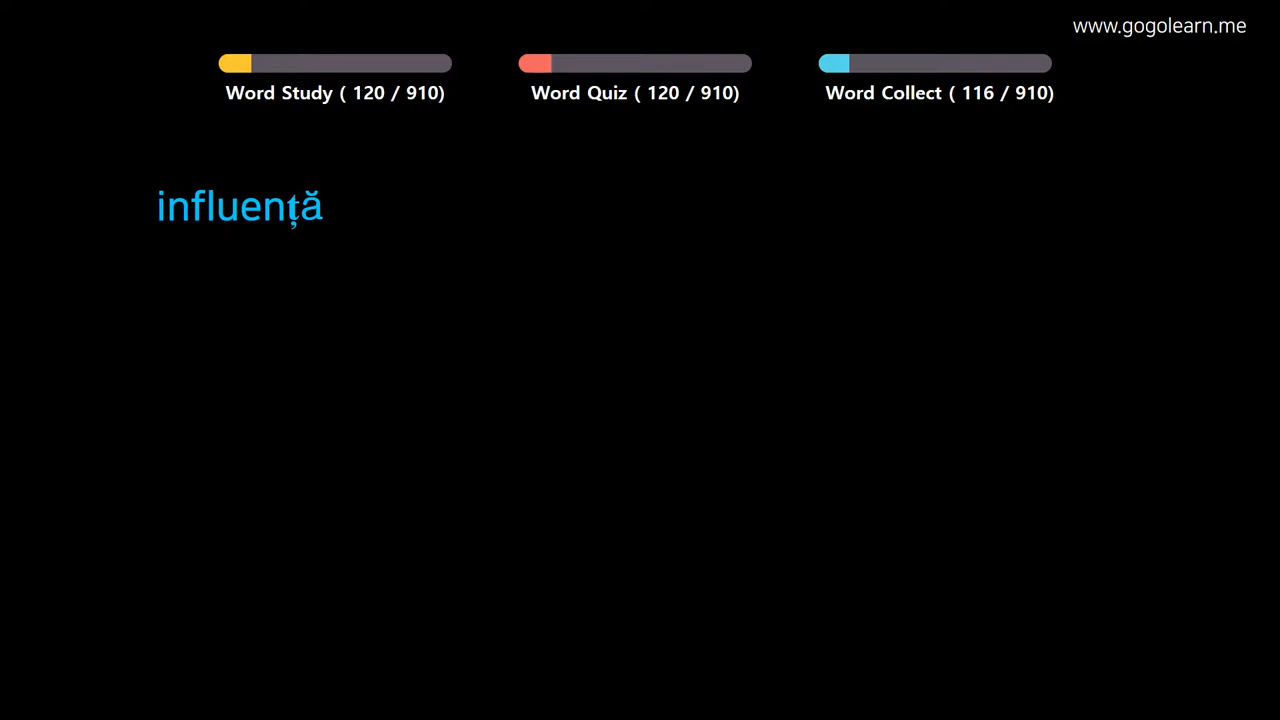 www.gogolearn.me
Word Study ( 120 / 910)
Word Quiz ( 120 / 910)
Word Collect ( 116 / 910)
influență